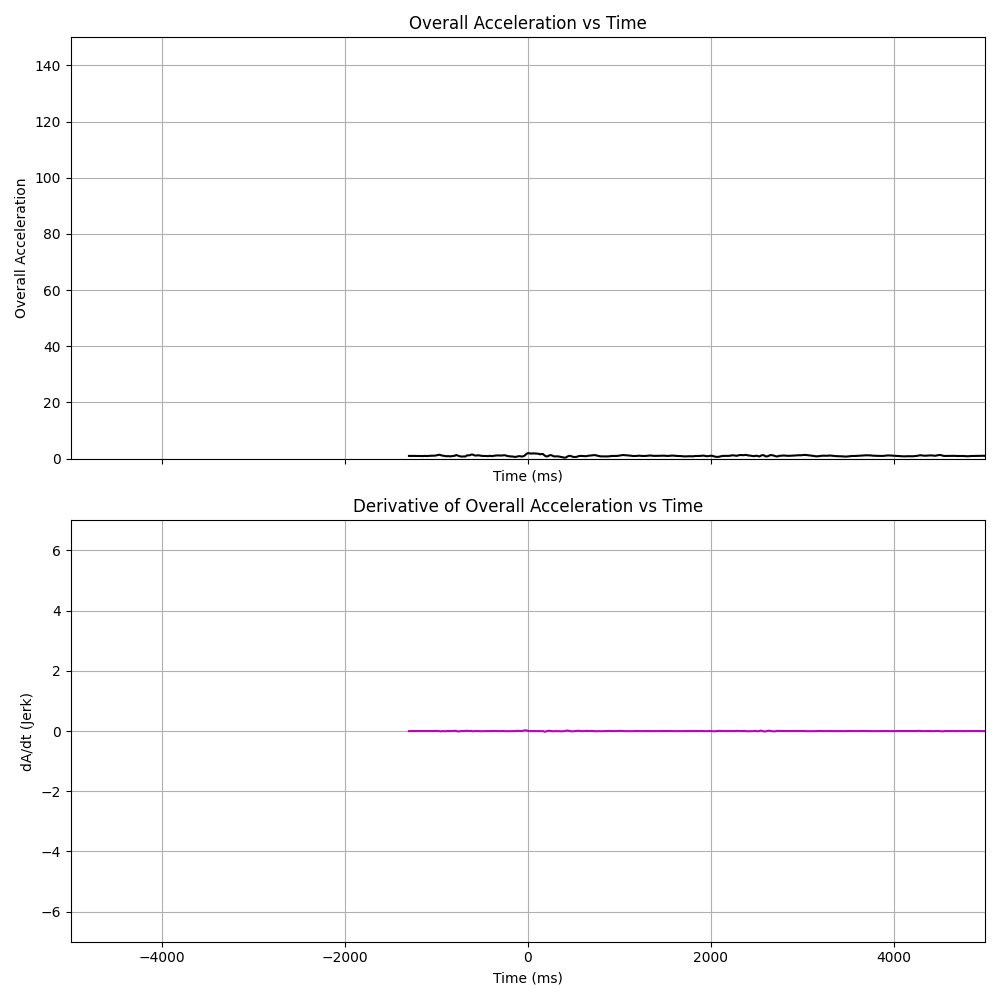 Overall Acceleration vs Time
140
120
100
80
60
40
20
0
Overall Acceleration
Time (ms)
Derivative of Overall Acceleration vs Time
6
4
2
0
−2
−4
−6
dA/dt (Jerk)
−4000 −2000 0 2000 4000
Time (ms)